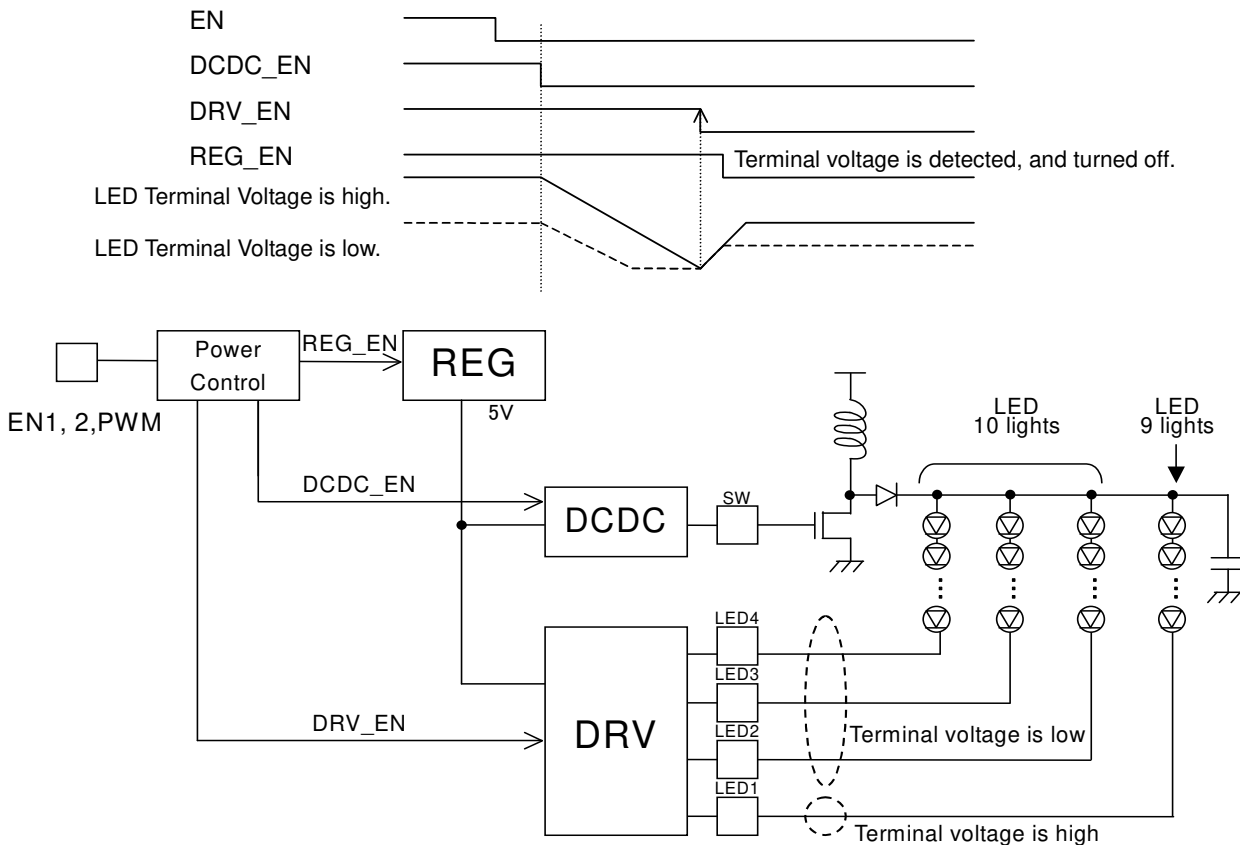 EN
DCDC_EN
DRV_EN
REG_EN
Terminal voltage is detected, and turned off.
LED Terminal Voltage is high.
LED Terminal Voltage is low.
Power
Control
REG_EN
REG
5V
EN1, 2,PWM
LED
10 lights
LED
9 lights
DCDC_EN
DCDC
SW
LED4
LED3
DRV_EN
DRV
LED2
Terminal voltage is low
LED1
Terminal voltage is high